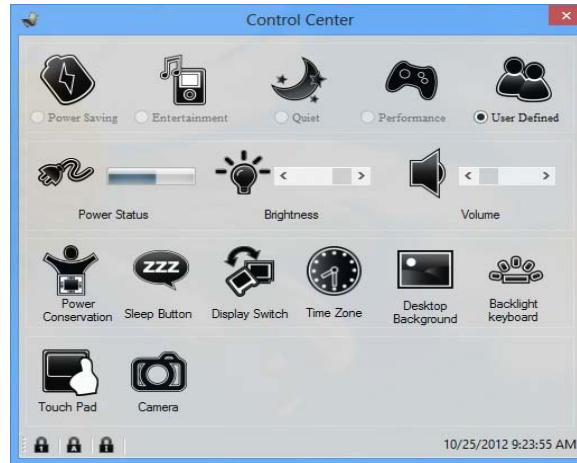 Control Center
Power Saving
Entertainment
Quiet
Performance
User Defined
Power Status
Brightness
Volume
ZZZ
Power
Conservation
Sleep Button
Display Switch
Time Zone
Desktop
Background
Backlight
keyboard
Touch Pad
Camera
10/25/2012 9:23:55 AM